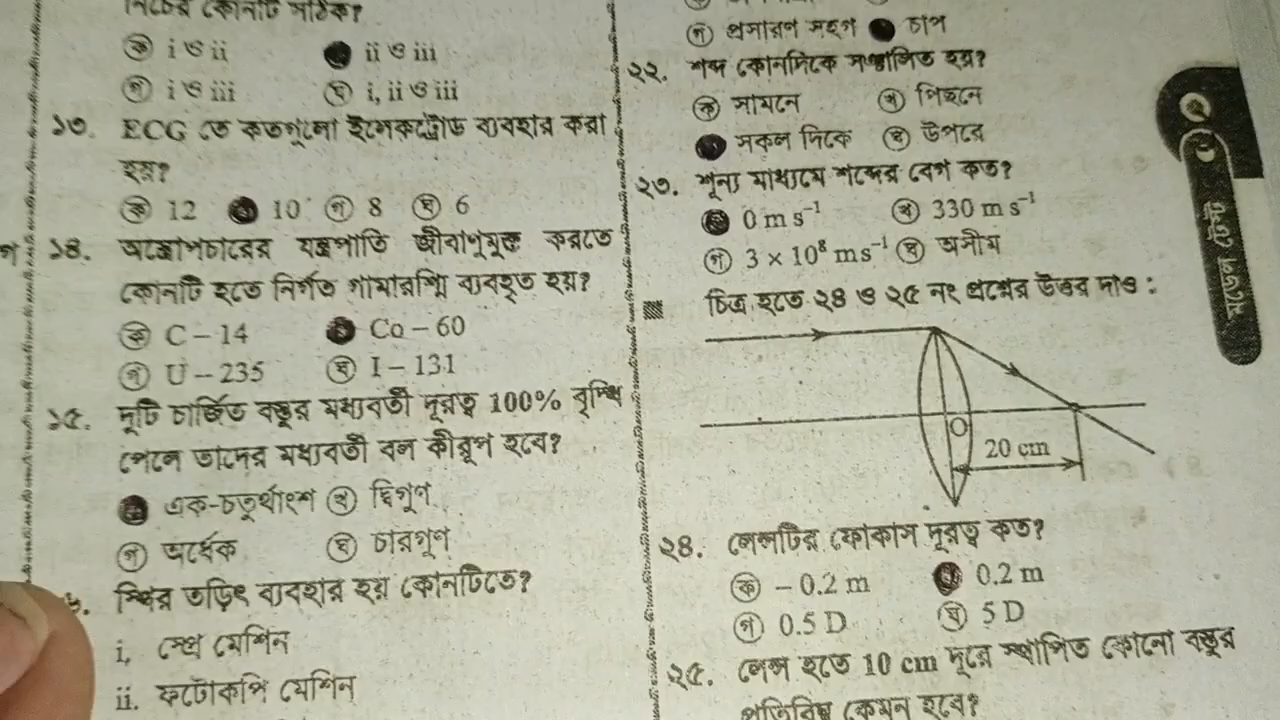 নিচের কোনটি সঠিক?
ক i ও ii ii ও iii
গ i ও iii ঘ i, ii ও iii
১৩. ECG তে কতগুলো ইলেকট্রোড ব্যবহার করা হয়?
ক 12 10 গ 8 ঘ 6
১৪. অস্ত্রোপচারের যন্ত্রপাতি জীবাণুমুক্ত করতে
কোনটি হতে নির্গত গামারশ্মি ব্যবহৃত হয়?
ক C – 14 Co – 60
গ U – 235 ঘ I – 131
১৫. দুটি চার্জিত বস্তুর মধ্যবর্তী দূরত্ব 100% বৃদ্ধি
পেলে তাদের মধ্যবর্তী বল কীরূপ হবে?
এক-চতুর্থাংশ খ দ্বিগুণ
গ অর্ধেক ঘ চারগুণ
স্থির তড়িৎ ব্যবহার হয় কোনটিতে?
i. স্প্রে মেশিন
ii. ফটোকপি মেশিন
গ প্রসারণ সহগ চাপ
২২. শব্দ কোনদিকে সঞ্চালিত হয়?
ক সামনে খ পিছনে
সকল দিকে ঘ উপরে
২৩. শূন্য মাধ্যমে শব্দের বেগ কত?
0 m s⁻¹ খ 330 m s⁻¹
গ 3 × 10⁸ ms⁻¹ ঘ অসীম
চিত্র হতে ২৪ ও ২৫ নং প্রশ্নের উত্তর দাও :
O
20 cm
২৪. লেন্সটির ফোকাস দূরত্ব কত?
ক – 0.2 m 0.2 m
গ 0.5 D ঘ 5 D
২৫. লেন্স হতে 10 cm দূরে স্থাপিত কোনো বস্তুর
প্রতিবিম্ব কেমন হবে?
মডেল টেস্ট